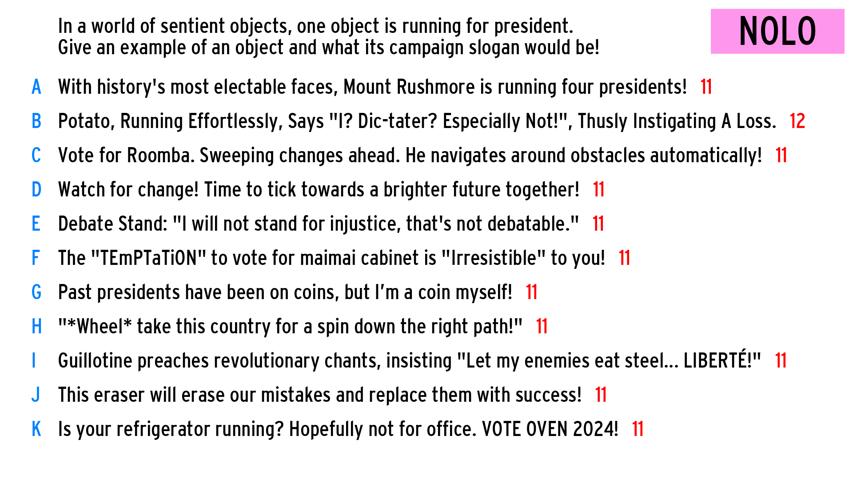 In a world of sentient objects, one object is running for president.
Give an example of an object and what its campaign slogan would be!
NOLO
A With history's most electable faces, Mount Rushmore is running four presidents! 11
B Potato, Running Effortlessly, Says "I? Dic-tater? Especially Not!", Thusly Instigating A Loss. 12
C Vote for Roomba. Sweeping changes ahead. He navigates around obstacles automatically! 11
D Watch for change! Time to tick towards a brighter future together! 11
E Debate Stand: "I will not stand for injustice, that's not debatable." 11
F The "TEmPTaTiON" to vote for maimai cabinet is "Irresistible" to you! 11
G Past presidents have been on coins, but I’m a coin myself! 11
H "*Wheel* take this country for a spin down the right path!" 11
I Guillotine preaches revolutionary chants, insisting "Let my enemies eat steel... LIBERTÉ!" 11
J This eraser will erase our mistakes and replace them with success! 11
K Is your refrigerator running? Hopefully not for office. VOTE OVEN 2024! 11